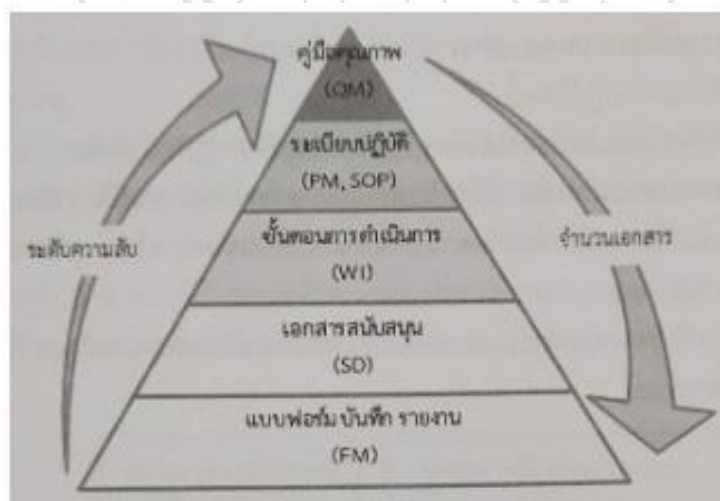 คู่มือคุณภาพ
(QM)
ระเบียบปฏิบัติ
(PM, SOP)
ขั้นตอนการดำเนินการ
(WI)
ระดับความลับ
จำนวนเอกสาร
เอกสารสนับสนุน
(SD)
แบบฟอร์ม บันทึก รายงาน
(FM)